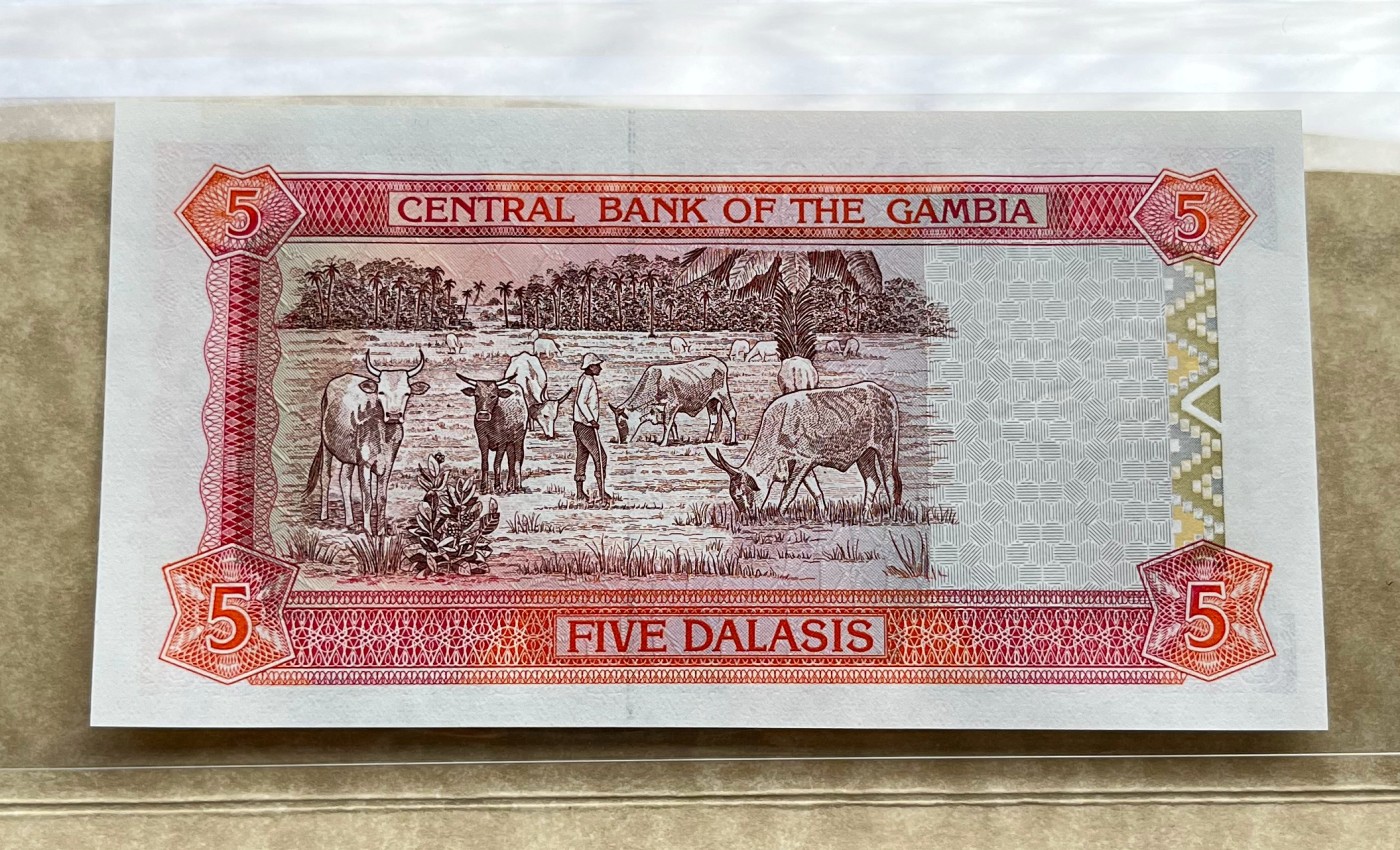 5 CENTRAL BANK OF THE GAMBIA 5
5 FIVE DALASIS 5